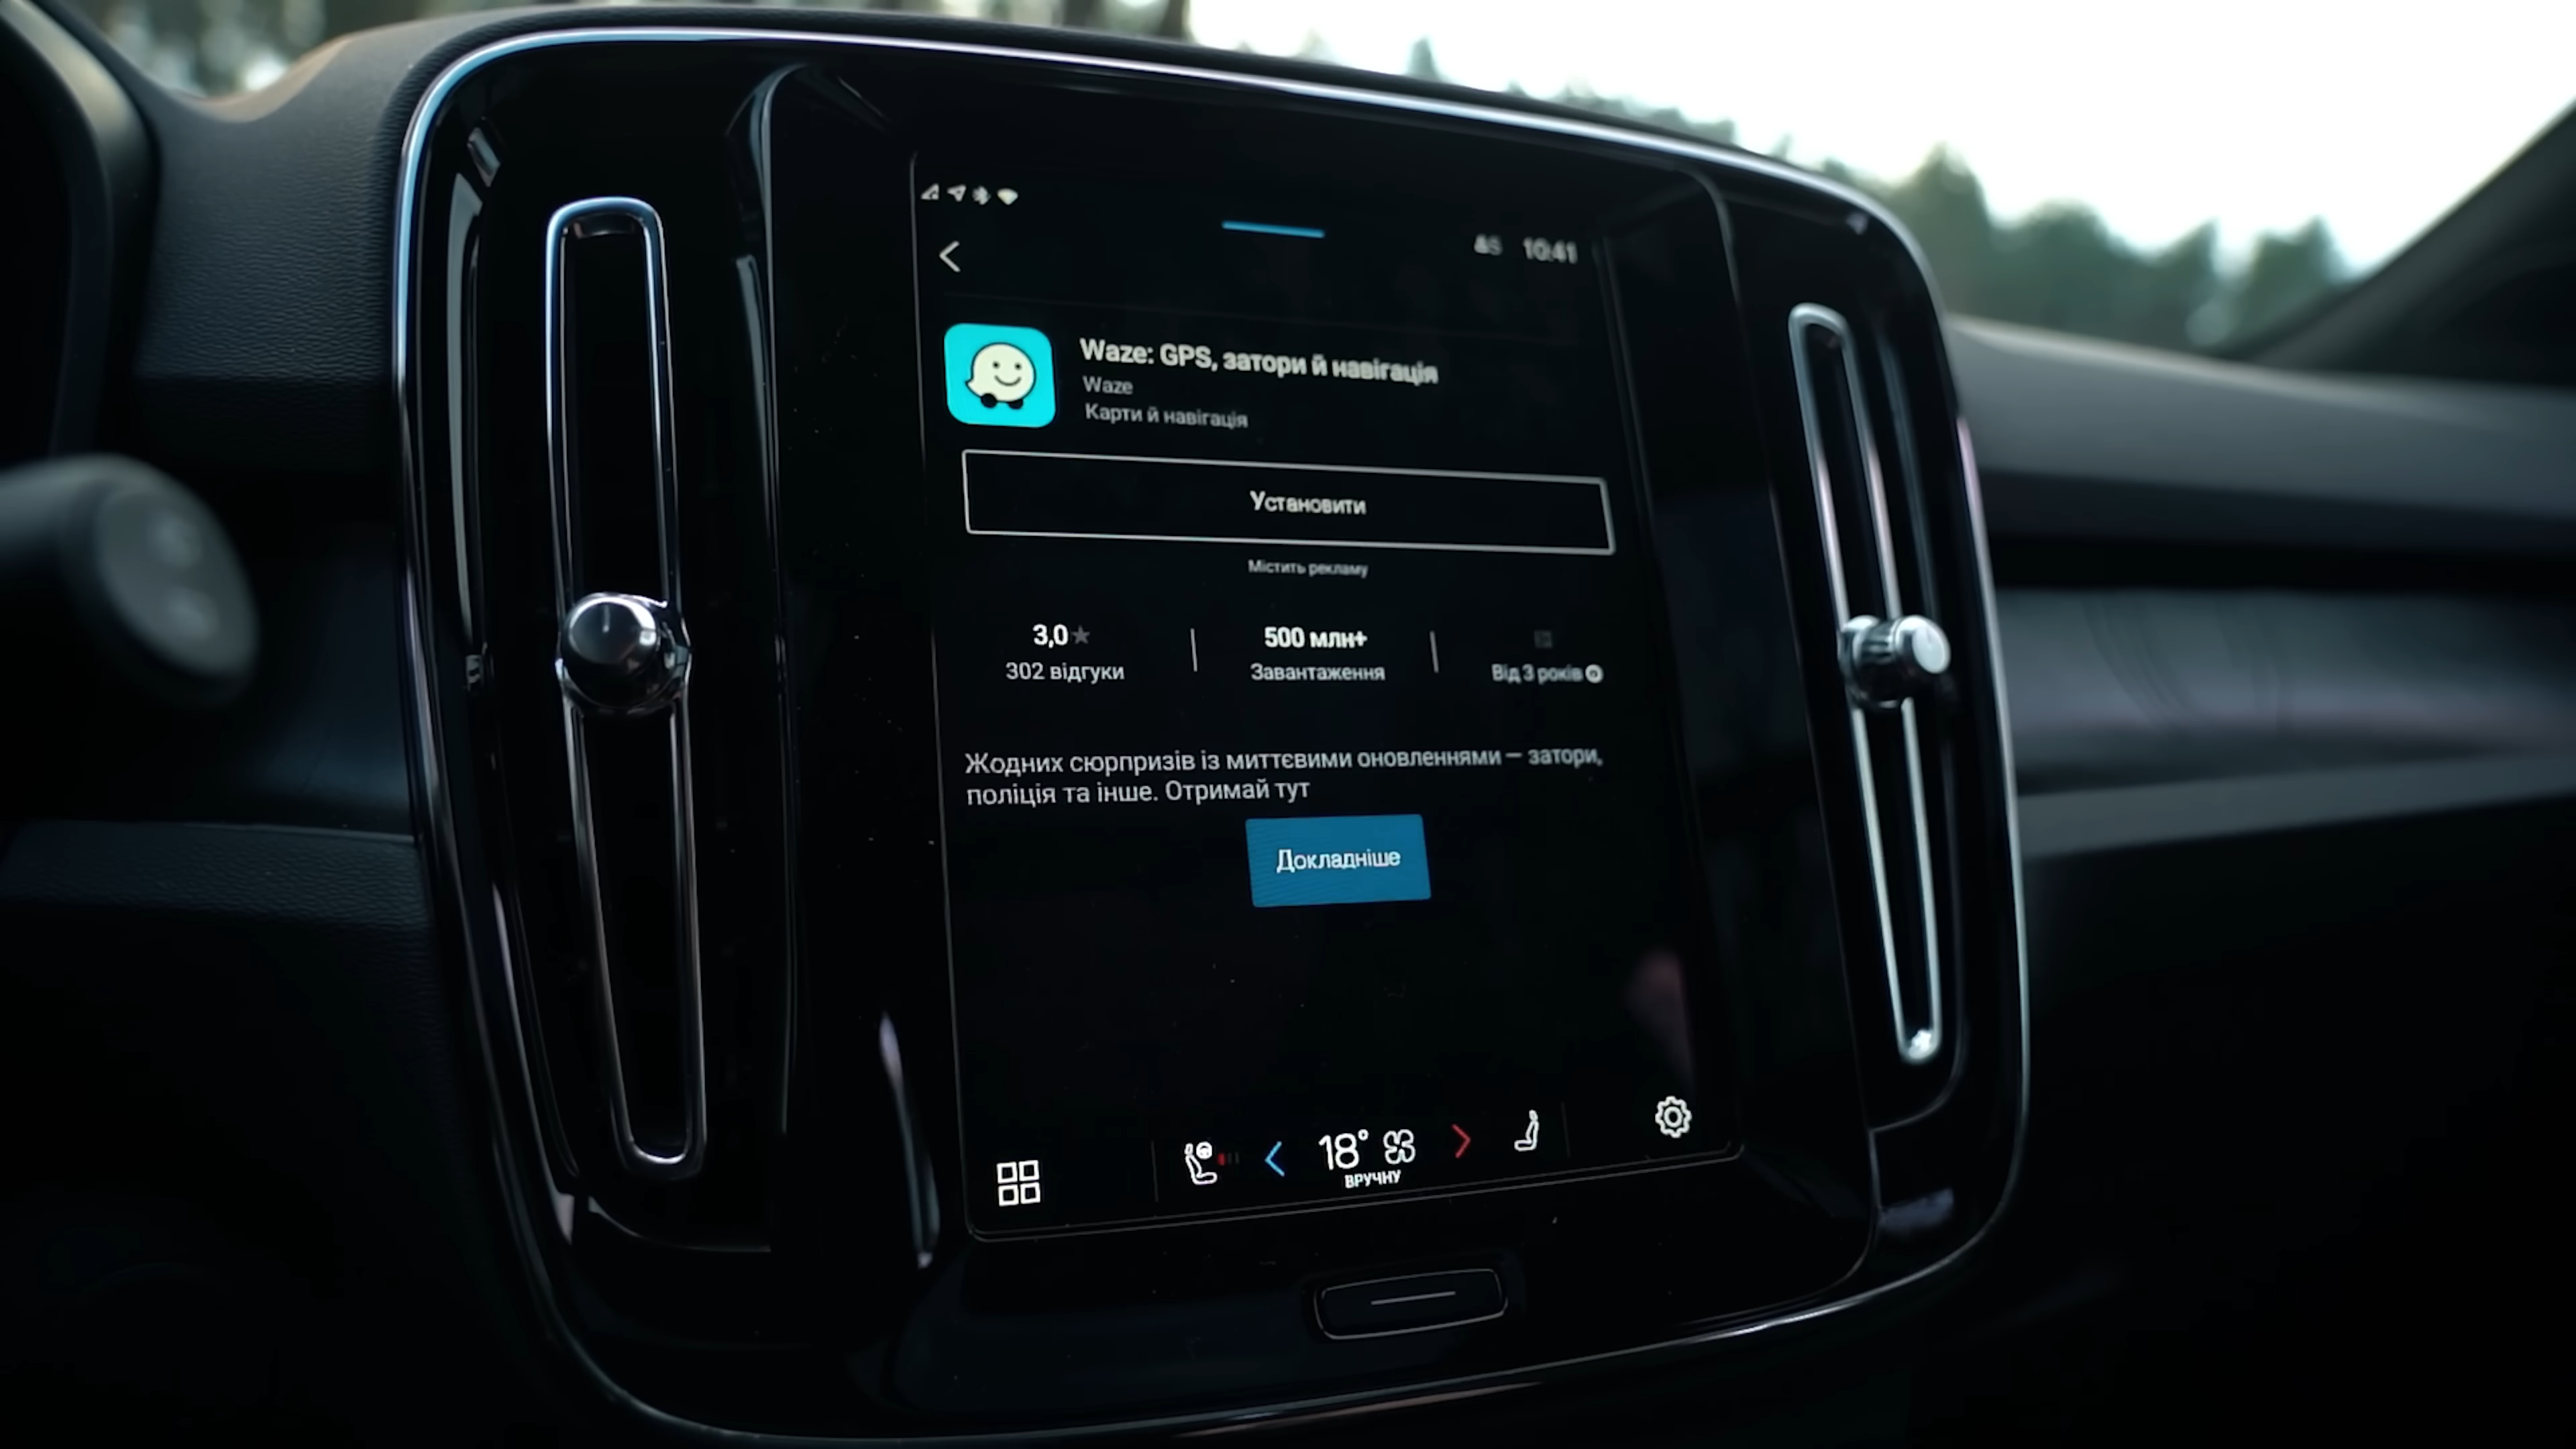 10:41
Waze: GPS, затори й навігація
Waze
Карти й навігація
Установити
Містить рекламу
3,0★
500 млн+
302 відгуки
Завантаження
Від 3 років
Жодних сюрпризів із миттєвими оновленнями — затори,
поліція та інше. Отримай тут
Докладніше
18°
ВРУЧНУ